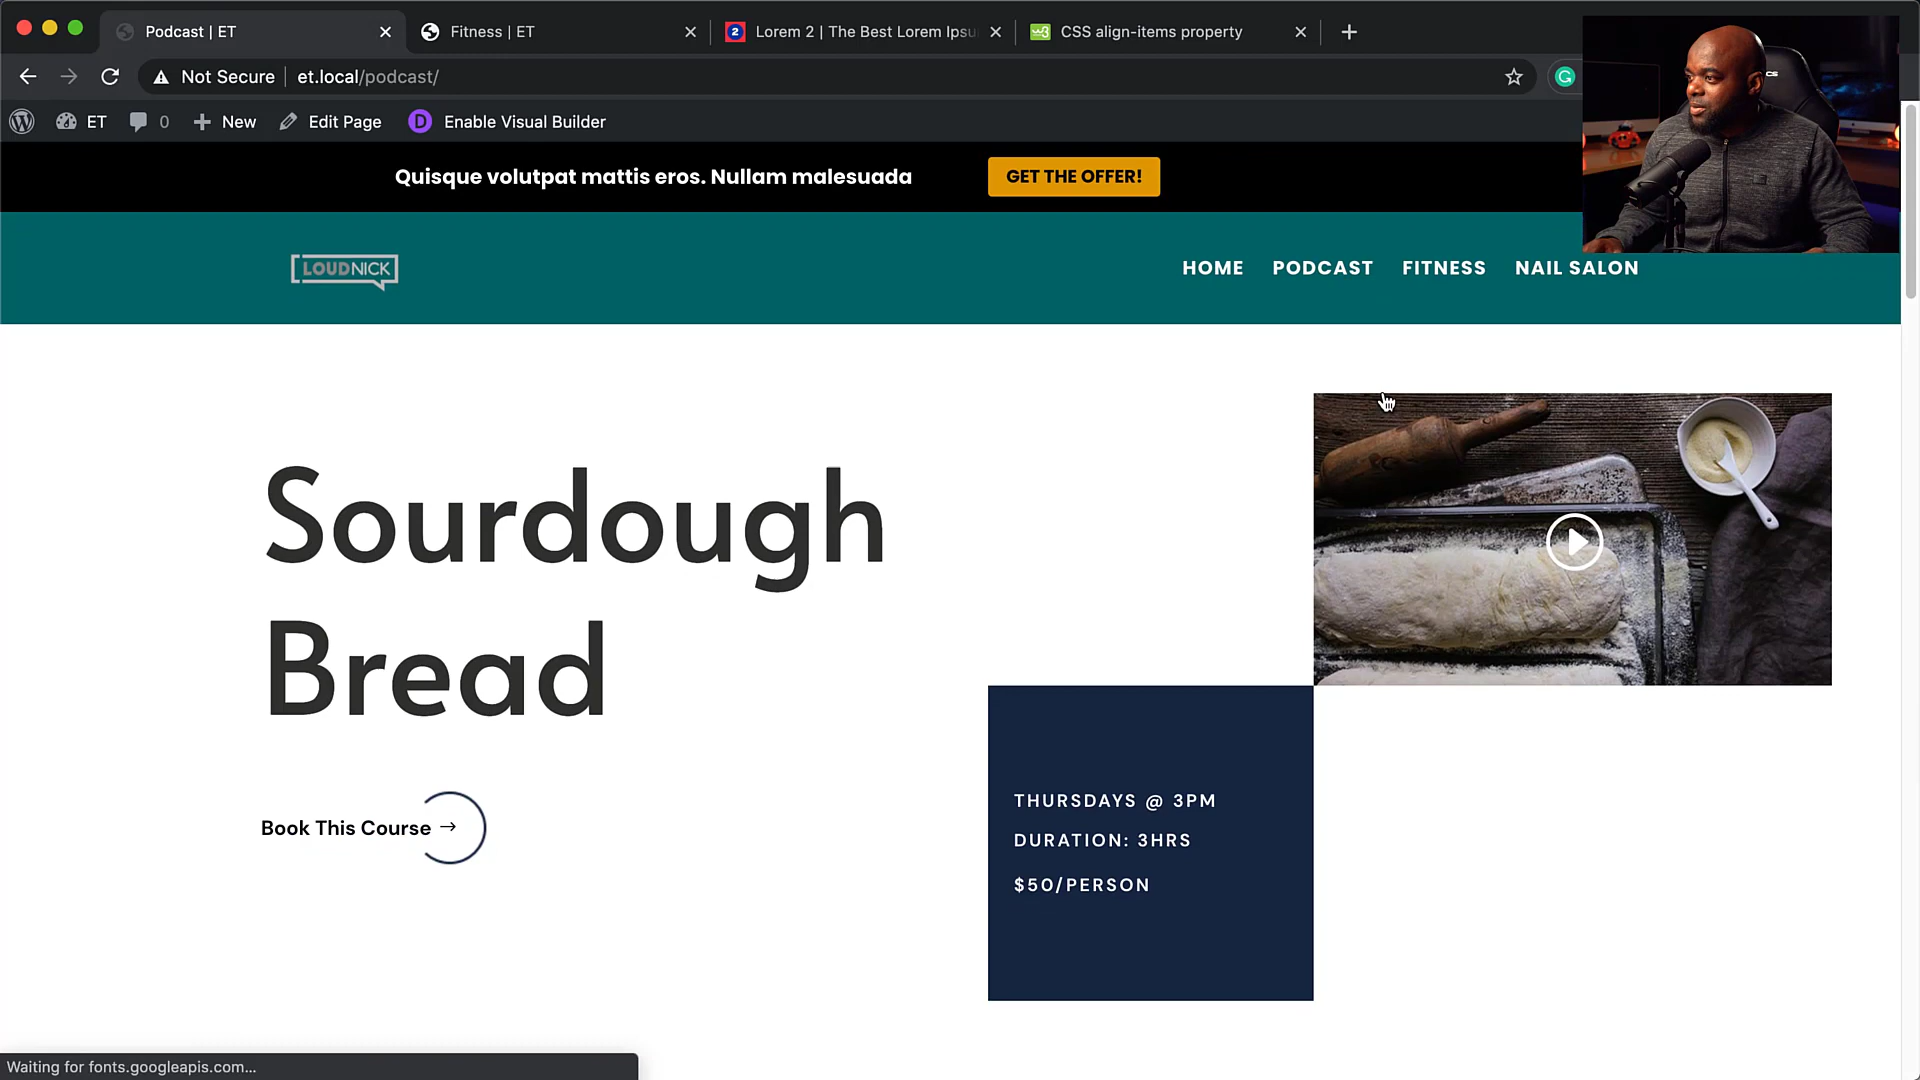 Podcast | ET
Fitness | ET
2
Lorem 2 | The Best Lorem Ipsu
CSS align-items property
Not Secure
et.local/podcast/
ET
0
New
Edit Page
D
Enable Visual Builder
Quisque volutpat mattis eros. Nullam malesuada
GET THE OFFER!
LOUDNICK
HOME
PODCAST
FITNESS
NAIL SALON
Sourdough
Bread
Book This Course →
THURSDAYS @ 3PM
DURATION: 3HRS
$50/PERSON
Waiting for fonts.googleapis.com...